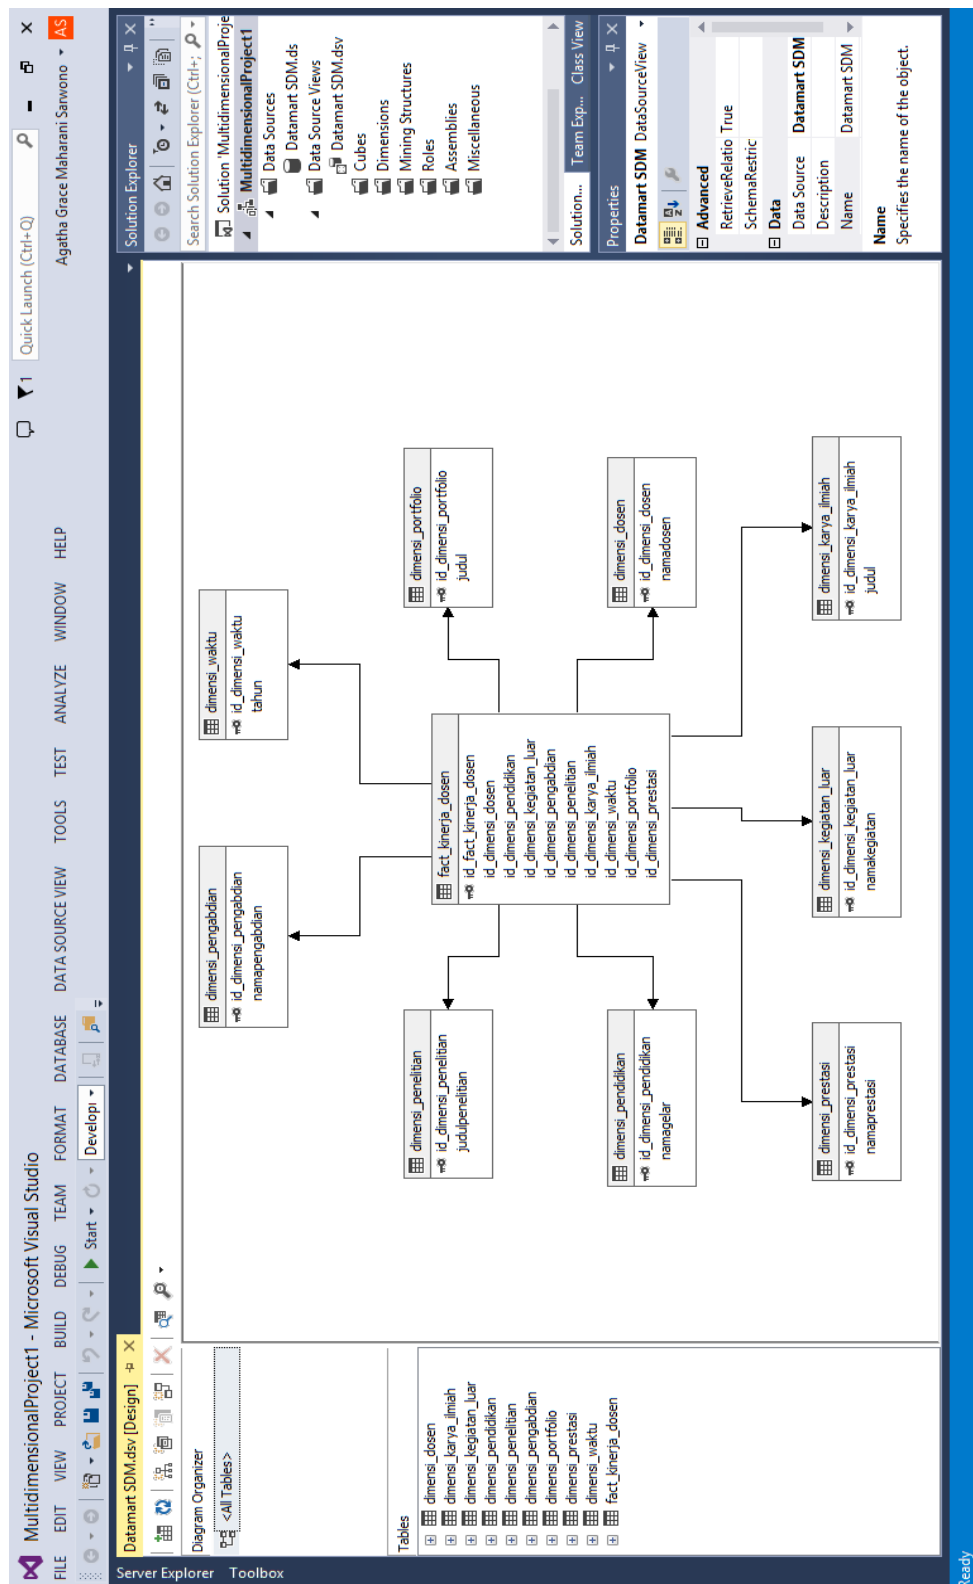 MultidimensionalProject1 - Microsoft Visual Studio
1
Quick Launch (Ctrl+Q)
FILE EDIT VIEW PROJECT BUILD DEBUG TEAM FORMAT DATABASE DATA SOURCE VIEW TOOLS TEST ANALYZE WINDOW HELP
Agatha Grace Maharani Sarwono
AS
Start
Developi
Server Explorer
Toolbox
Datamart SDM.dsv [Design]
Diagram Organizer
<All Tables>
Tables
dimensi_dosen
dimensi_karya_ilmiah
dimensi_kegiatan_luar
dimensi_pendidikan
dimensi_penelitian
dimensi_pengabdian
dimensi_portfolio
dimensi_prestasi
dimensi_waktu
fact_kinerja_dosen
dimensi_pengabdian
id_dimensi_pengabdian
namapengabdian
dimensi_waktu
id_dimensi_waktu
tahun
dimensi_penelitian
id_dimensi_penelitian
judulpenelitian
dimensi_portfolio
id_dimensi_portfolio
judul
fact_kinerja_dosen
id_fact_kinerja_dosen
id_dimensi_dosen
id_dimensi_pendidikan
id_dimensi_kegiatan_luar
id_dimensi_pengabdian
id_dimensi_penelitian
id_dimensi_karya_ilmiah
id_dimensi_waktu
id_dimensi_portfolio
id_dimensi_prestasi
dimensi_pendidikan
id_dimensi_pendidikan
namagelar
dimensi_dosen
id_dimensi_dosen
namadosen
dimensi_prestasi
id_dimensi_prestasi
namaprestasi
dimensi_kegiatan_luar
id_dimensi_kegiatan_luar
namakegiatan
dimensi_karya_ilmiah
id_dimensi_karya_ilmiah
judul
Solution Explorer
Search Solution Explorer (Ctrl+;
Solution 'MultidimensionalProje
MultidimensionalProject1
Data Sources
Datamart SDM.ds
Data Source Views
Datamart SDM.dsv
Cubes
Dimensions
Mining Structures
Roles
Assemblies
Miscellaneous
Solution... Team Exp... Class View
Properties
Datamart SDM DataSourceView
Advanced
RetrieveRelatio True
SchemaRestric
Data
Data Source Datamart SDM
Description
Name Datamart SDM
Name
Specifies the name of the object.
Ready